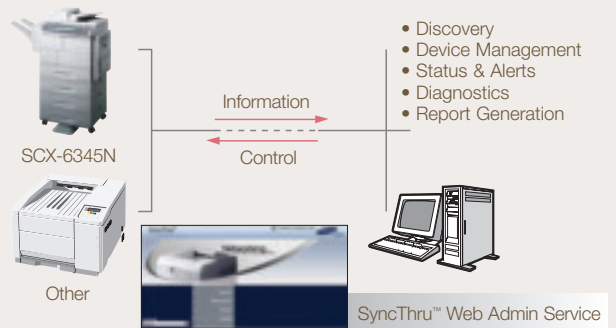 • Discovery
• Device Management
• Status & Alerts
• Diagnostics
• Report Generation
Information
Control
SCX-6345N
Other
SyncThru™ Web Admin Service